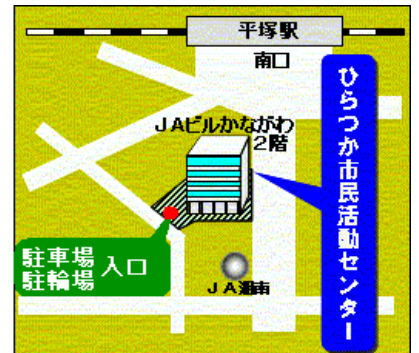 平塚駅
南口
JAビルかながわ
2階
ひらつか市民活動センター
駐車場
駐輪場
入口
JA湘南